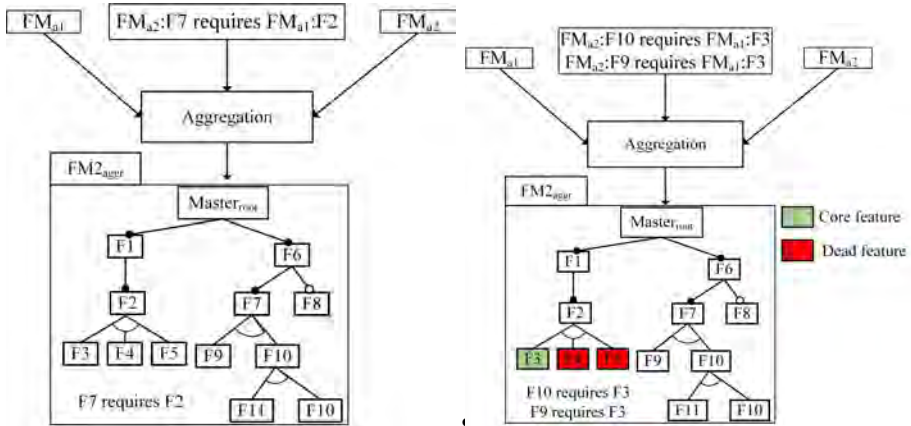 FMa2:F7 requires FMa1:F2
FMa1
FMa2
Aggregation
FM2aggr
Masterroot
F1
F6
F2
F7
F8
F3
F4
F5
F9
F10
F11
F10
F7 requires F2
FMa2:F10 requires FMa1:F3
FMa2:F9 requires FMa1:F3
FMa1
FMa2
Aggregation
FM2aggr
Masterroot
Core feature
Dead feature
F1
F6
F2
F7
F8
F3
F4
F5
F9
F10
F11
F10
F10 requires F3
F9 requires F3